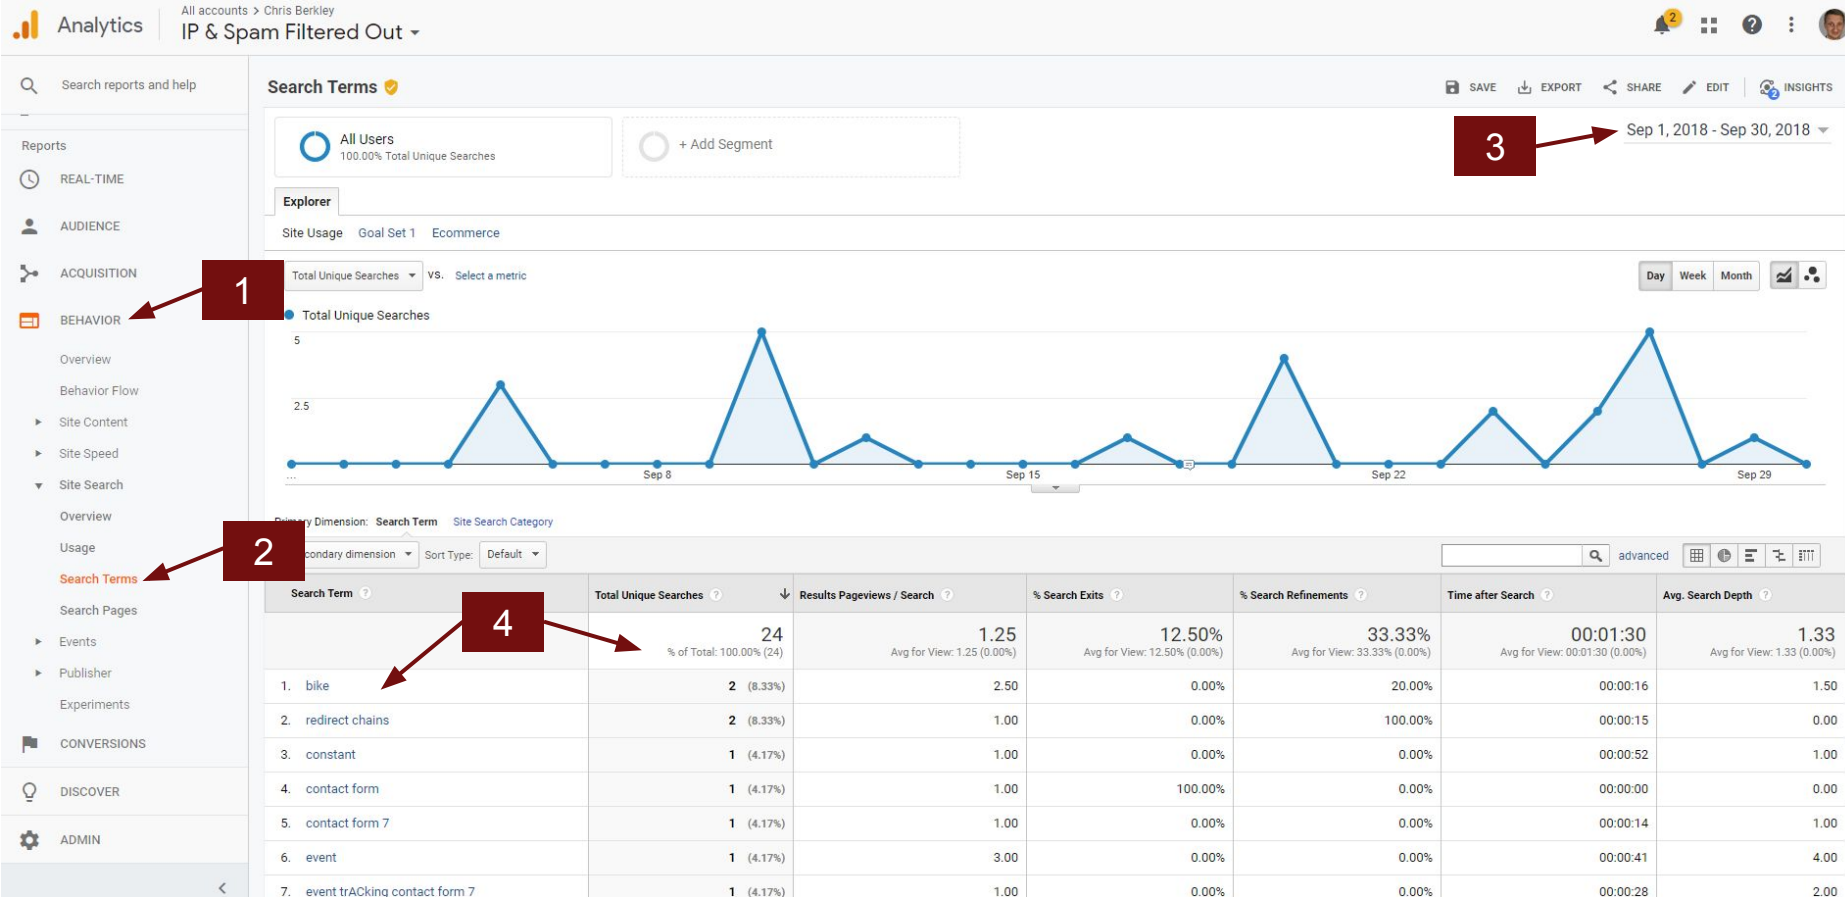 All accounts > Chris Berkley
Analytics
IP & Spam Filtered Out
2
Search reports and help
Search Terms
SAVE
EXPORT
SHARE
EDIT
2
INSIGHTS
Reports
REAL-TIME
AUDIENCE
ACQUISITION
BEHAVIOR
Overview
Behavior Flow
Site Content
Site Speed
Site Search
Overview
Usage
Search Terms
Search Pages
Events
Publisher
Experiments
CONVERSIONS
DISCOVER
ADMIN
1
2
3
4
All Users
100.00% Total Unique Searches
+ Add Segment
Sep 1, 2018 - Sep 30, 2018
Explorer
Site Usage Goal Set 1 Ecommerce
Total Unique Searches VS. Select a metric
Day Week Month
Total Unique Searches
5
2.5
... Sep 8 Sep 15 Sep 22 Sep 29
Dimension: Search Term Site Search Category
dimension Sort Type: Default
advanced
Search Term ? Total Unique Searches ? Results Pageviews / Search ? % Search Exits ? % Search Refinements ? Time after Search ? Avg. Search Depth ?
24 1.25 12.50% 33.33% 00:01:30 1.33
% of Total: 100.00% (24) Avg for View: 1.25 (0.00%) Avg for View: 12.50% (0.00%) Avg for View: 33.33% (0.00%) Avg for View: 00:01:30 (0.00%) Avg for View: 1.33 (0.00%)
1. bike 2 (8.33%) 2.50 0.00% 20.00% 00:00:16 1.50
2. redirect chains 2 (8.33%) 1.00 0.00% 100.00% 00:00:15 0.00
3. constant 1 (4.17%) 1.00 0.00% 0.00% 00:00:52 1.00
4. contact form 1 (4.17%) 1.00 100.00% 0.00% 00:00:00 0.00
5. contact form 7 1 (4.17%) 1.00 0.00% 0.00% 00:00:14 1.00
6. event 1 (4.17%) 3.00 0.00% 0.00% 00:00:41 4.00
7. event trACking contact form 7 1 (4.17%) 1.00 0.00% 0.00% 00:00:28 2.00